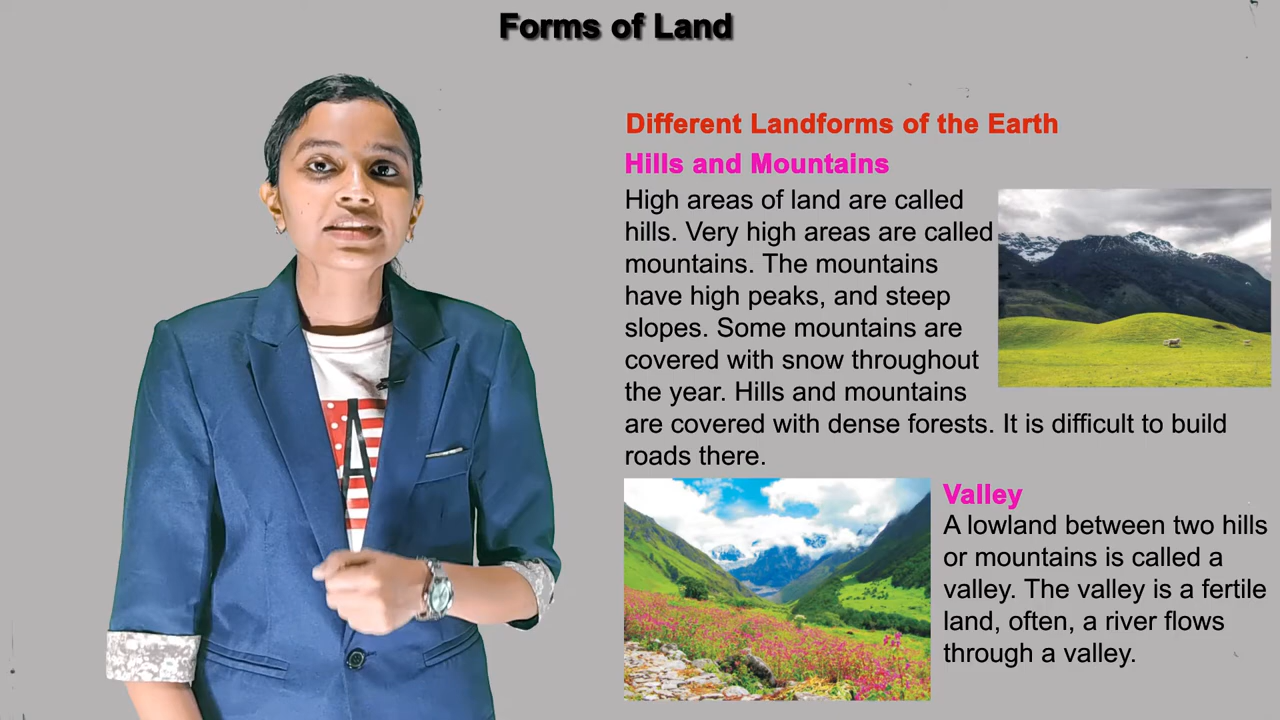 Forms of Land
Different Landforms of the Earth
Hills and Mountains
High areas of land are called
hills. Very high areas are called
mountains. The mountains
have high peaks, and steep
slopes. Some mountains are
covered with snow throughout
the year. Hills and mountains
are covered with dense forests. It is difficult to build
roads there.
Valley
A lowland between two hills
or mountains is called a
valley. The valley is a fertile
land, often, a river flows
through a valley.
A